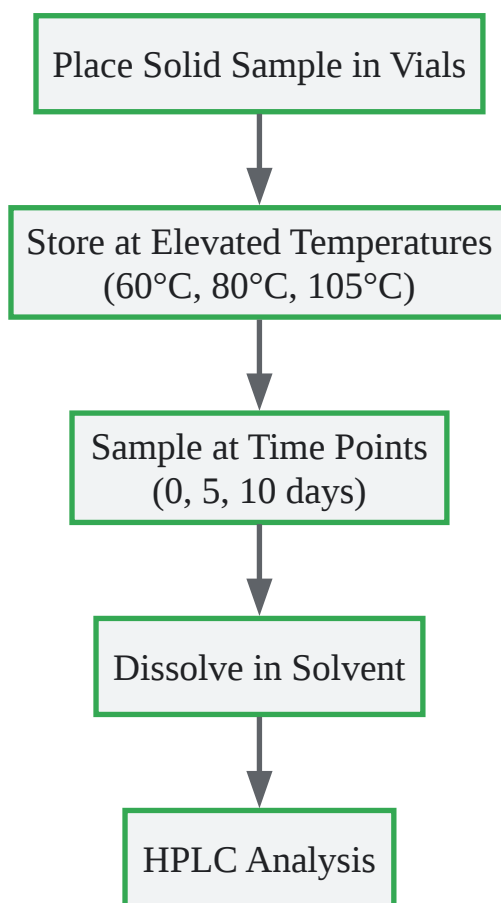 Place Solid Sample in Vials
Store at Elevated Temperatures
(60°C, 80°C, 105°C)
Sample at Time Points
(0, 5, 10 days)
Dissolve in Solvent
HPLC Analysis